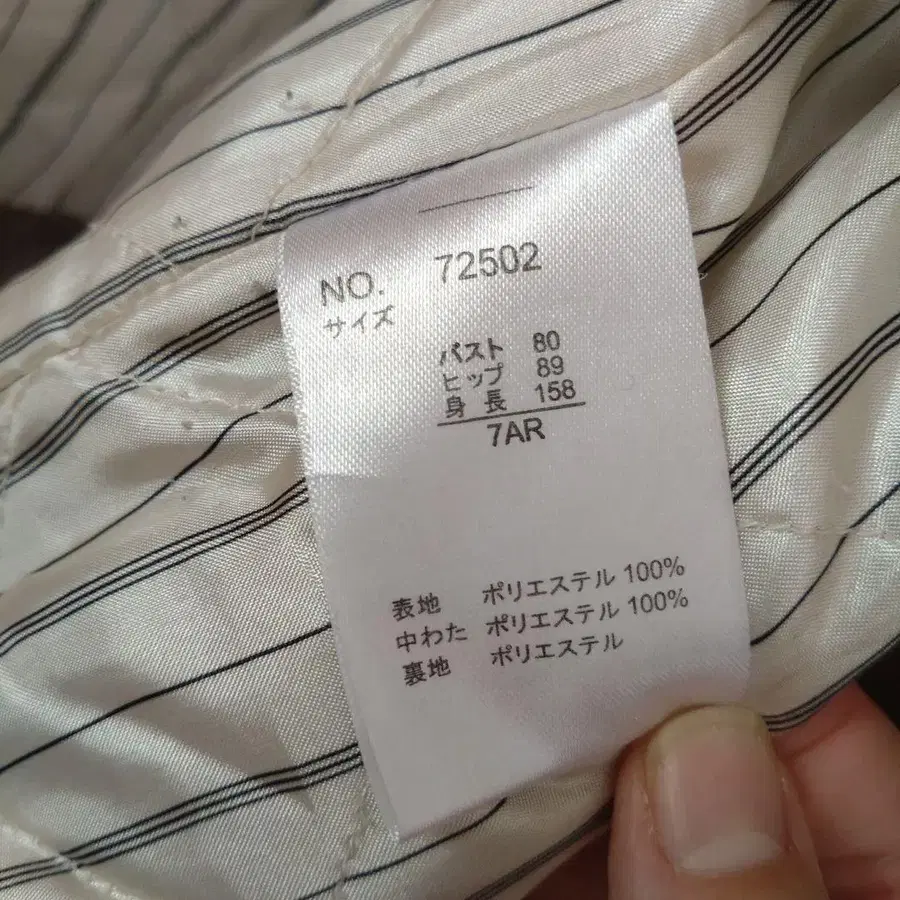 NO. 72502
サイズ
バスト 80
ヒップ 89
身長 158
7AR
表地 ポリエステル 100%
中わた ポリエステル 100%
裏地 ポリエステル